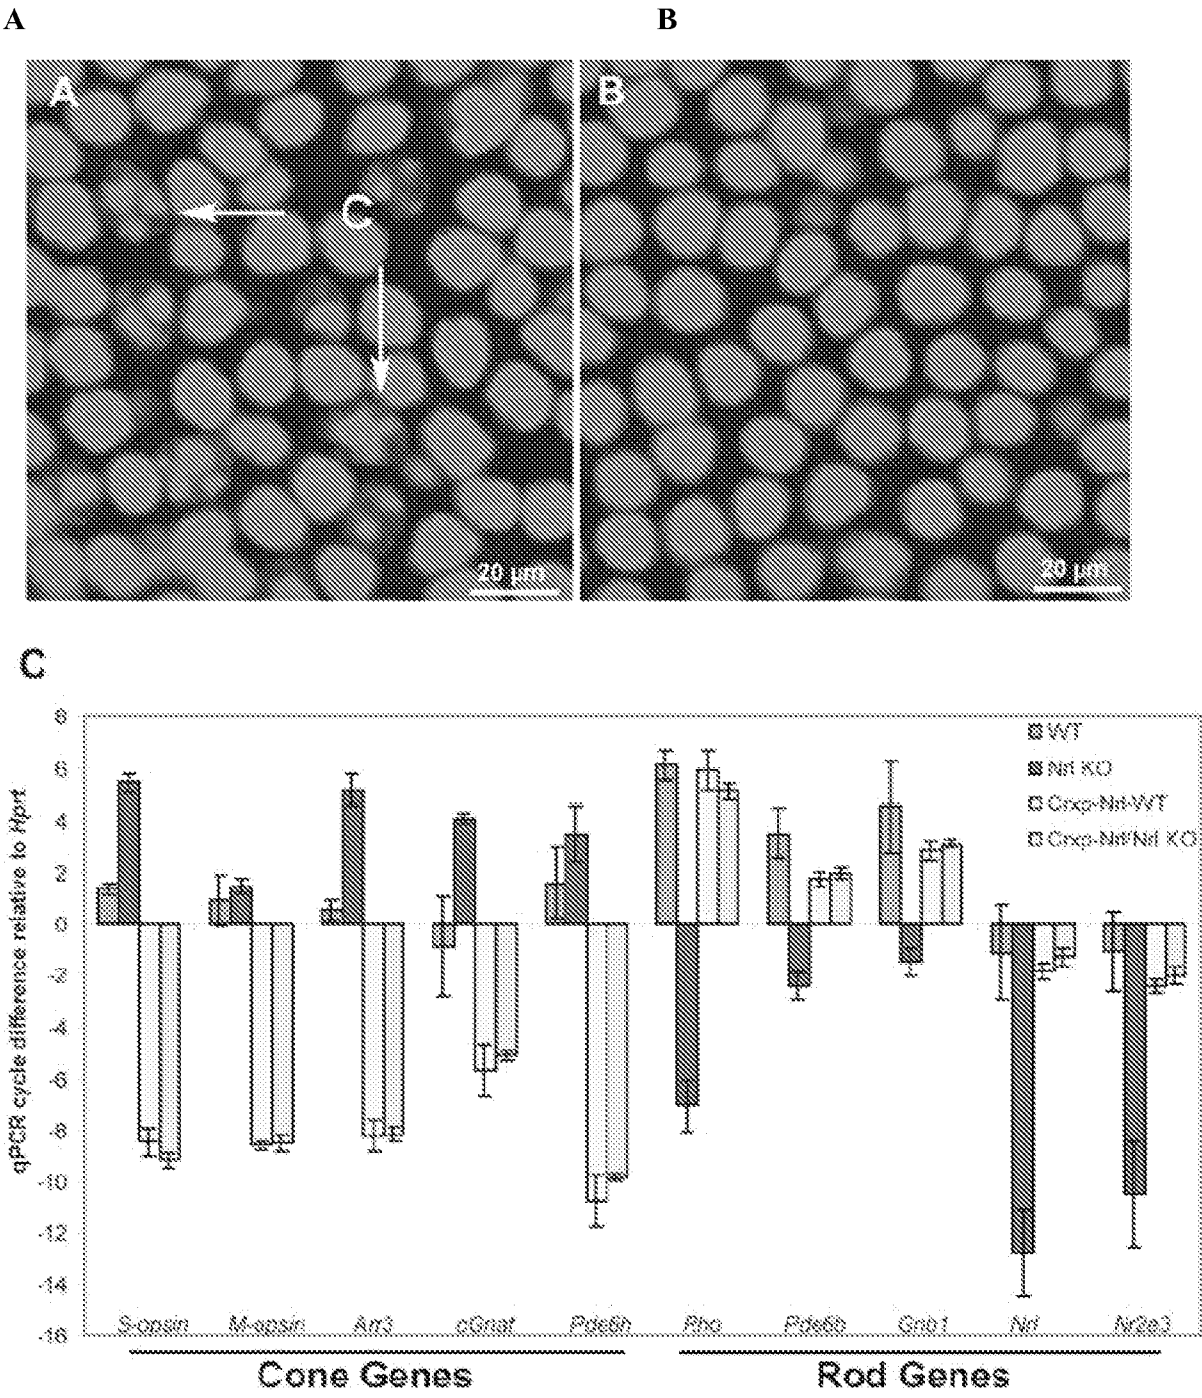 A B
A
B
C
20 µm
20 µm
C
8
6
4
2
0
-2
-4
-6
-8
-10
-12
-14
-16
qPCR cycle difference relative to Hprt
WT
Nrl KO
Crxp-Nrl-WT
Crxp-Nrl/Nrl KO
S-opsin M-opsin Arr3 cGnat Pde6h Rho Pde6b Cnb1 Nrl Nr2e3
Cone Genes Rod Genes